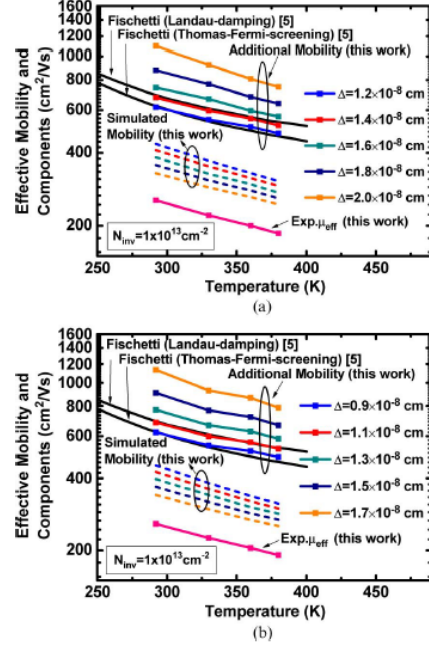 1600
1400
1200
1000
800
600
400
200
Effective Mobility and
Components (cm²/Vs)
Fischetti (Landau-damping) [5]
Fischetti (Thomas-Fermi-screening) [5]
Additional Mobility
(this work)
Simulated
Mobility (this work)
Δ=1.2×10⁻⁸ cm
Δ=1.4×10⁻⁸ cm
Δ=1.6×10⁻⁸ cm
Δ=1.8×10⁻⁸ cm
Δ=2.0×10⁻⁸ cm
Exp.μeff (this work)
Ninv=1x10¹³cm⁻²
250 300 350 400 450
Temperature (K)
(a)
1600
1400
1200
1000
800
600
400
200
Effective Mobility and
Components (cm²/Vs)
Fischetti (Landau-damping) [5]
Fischetti (Thomas-Fermi-screening) [5]
Additional Mobility
(this work)
Simulated
Mobility (this work)
Δ=0.9×10⁻⁸ cm
Δ=1.1×10⁻⁸ cm
Δ=1.3×10⁻⁸ cm
Δ=1.5×10⁻⁸ cm
Δ=1.7×10⁻⁸ cm
Exp.μeff (this work)
Ninv=1x10¹³cm⁻²
250 300 350 400 450
Temperature (K)
(b)